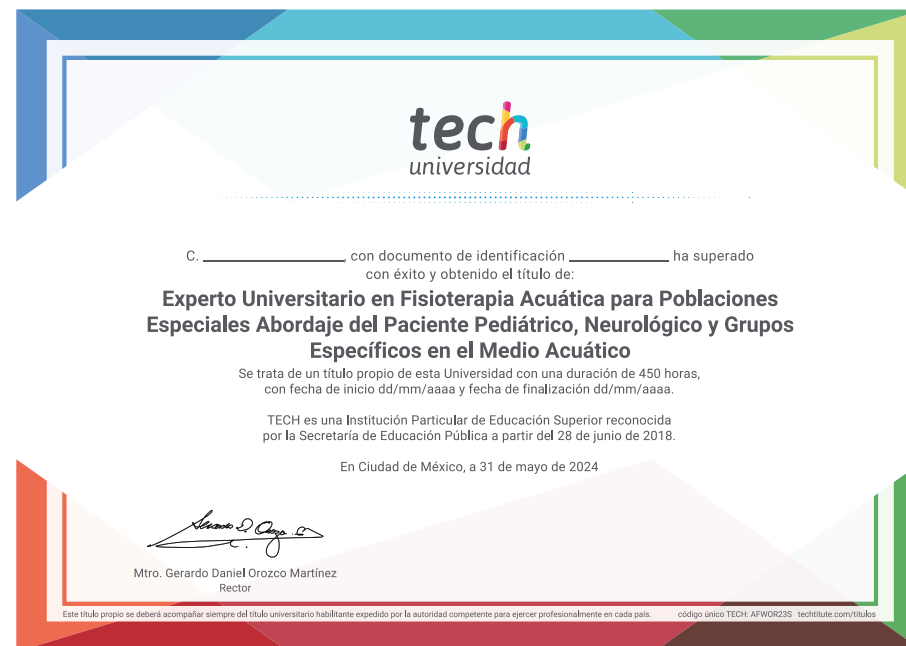 tech
universidad
C. ____________________, con documento de identificación ______________ ha superado
con éxito y obtenido el título de:
Experto Universitario en Fisioterapia Acuática para Poblaciones
Especiales Abordaje del Paciente Pediátrico, Neurológico y Grupos
Específicos en el Medio Acuático
Se trata de un título propio de esta Universidad con una duración de 450 horas,
con fecha de inicio dd/mm/aaaa y fecha de finalización dd/mm/aaaa.
TECH es una Institución Particular de Educación Superior reconocida
por la Secretaría de Educación Pública a partir del 28 de junio de 2018.
En Ciudad de México, a 31 de mayo de 2024
Mtro. Gerardo Daniel Orozco Martínez
Rector
Este título propio se deberá acompañar siempre del título universitario habilitante expedido por la autoridad competente para ejercer profesionalmente en cada país. código único TECH: AFWOR23S techtitute.com/titulos